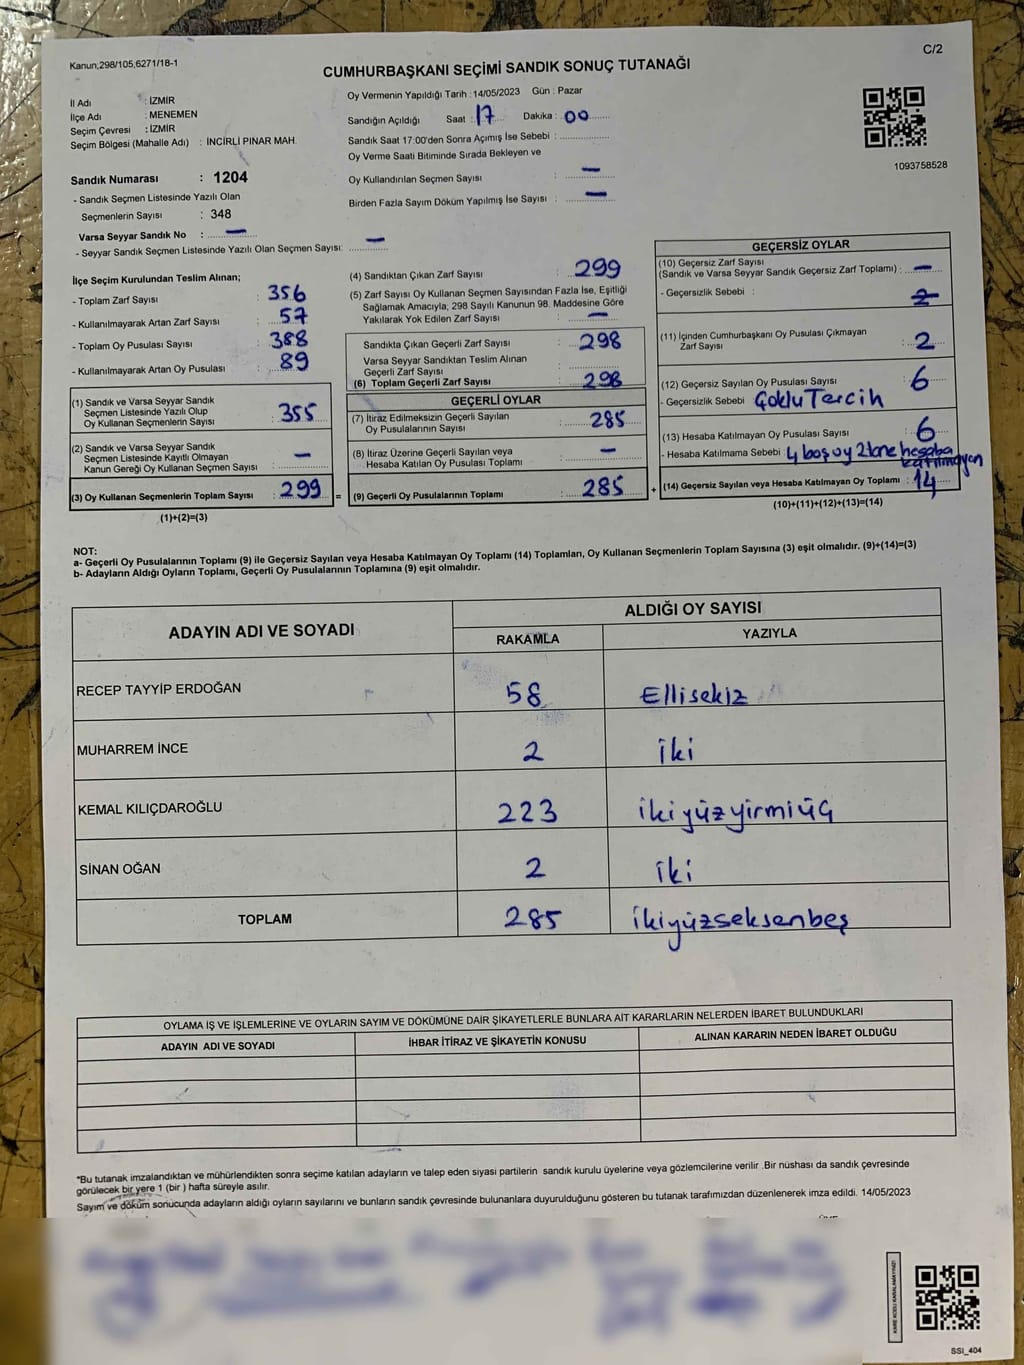 Kanun;298/105,6271/18-1
C/2
CUMHURBAŞKANI SEÇİMİ SANDIK SONUÇ TUTANAĞI
İl Adı : İZMİR
İlçe Adı : MENEMEN
Seçim Çevresi : İZMİR
Seçim Bölgesi (Mahalle Adı) : İNCİRLİ PINAR MAH.
Sandık Numarası : 1204
- Sandık Seçmen Listesinde Yazılı Olan
Seçmenlerin Sayısı : 348
Varsa Seyyar Sandık No : —
- Seyyar Sandık Seçmen Listesinde Yazılı Olan Seçmen Sayısı: —
Oy Vermenin Yapıldığı Tarih : 14/05/2023 Gün : Pazar
Sandığın Açıldığı Saat : 17 Dakika : 00
Sandık Saat 17:00'den Sonra Açımış İse Sebebi :
Oy Verme Saati Bitiminde Sırada Bekleyen ve
Oy Kullandırılan Seçmen Sayısı : —
Birden Fazla Sayım Döküm Yapılmış İse Sayısı : —
1093758528
İlçe Seçim Kurulundan Teslim Alınan;
- Toplam Zarf Sayısı : 356
- Kullanılmayarak Artan Zarf Sayısı : 57
- Toplam Oy Pusulası Sayısı : 388
- Kullanılmayarak Artan Oy Pusulası : 89
(1) Sandık ve Varsa Seyyar Sandık
Seçmen Listesinde Yazılı Olup
Oy Kullanan Seçmenlerin Sayısı : 355
(2) Sandık ve Varsa Seyyar Sandık
Seçmen Listesinde Kayıtlı Olmayan
Kanun Gereği Oy Kullanan Seçmen Sayısı : —
(3) Oy Kullanan Seçmenlerin Toplam Sayısı : 299 =
(1)+(2)=(3)
(4) Sandıktan Çıkan Zarf Sayısı : 299
(5) Zarf Sayısı Oy Kullanan Seçmen Sayısından Fazla İse, Eşitliği
Sağlamak Amacıyla; 298 Sayılı Kanunun 98. Maddesine Göre
Yakılarak Yok Edilen Zarf Sayısı : —
Sandıkta Çıkan Geçerli Zarf Sayısı : 298
Varsa Seyyar Sandıktan Teslim Alınan
Geçerli Zarf Sayısı
(6) Toplam Geçerli Zarf Sayısı : 298
GEÇERLİ OYLAR
(7) İtiraz Edilmeksizin Geçerli Sayılan
Oy Pusulalarının Sayısı : 285
(8) İtiraz Üzerine Geçerli Sayılan veya
Hesaba Katılan Oy Pusulası Toplamı : —
(9) Geçerli Oy Pusulalarının Toplamı : 285 +
GEÇERSİZ OYLAR
(10) Geçersiz Zarf Sayısı
(Sandık ve Varsa Seyyar Sandık Geçersiz Zarf Toplamı) : —
- Geçersizlik Sebebi : 2
(11) İçinden Cumhurbaşkanı Oy Pusulası Çıkmayan
Zarf Sayısı : 2
(12) Geçersiz Sayılan Oy Pusulası Sayısı : 6
- Geçersizlik Sebebi Çoklu Tercih
(13) Hesaba Katılmayan Oy Pusulası Sayısı : 6
- Hesaba Katılmama Sebebi 4 boş oy 2 tane hesaba
katılmayan
(14) Geçersiz Sayılan veya Hesaba Katılmayan Oy Toplamı : 14
(10)+(11)+(12)+(13)=(14)
NOT:
a- Geçerli Oy Pusulalarının Toplamı (9) ile Geçersiz Sayılan veya Hesaba Katılmayan Oy Toplamı (14) Toplamları, Oy Kullanan Seçmenlerin Toplam Sayısına (3) eşit olmalıdır. (9)+(14)=(3)
b- Adayların Aldığı Oyların Toplamı, Geçerli Oy Pusulalarının Toplamına (9) eşit olmalıdır.
ADAYIN ADI VE SOYADI
ALDIĞI OY SAYISI
RAKAMLA YAZIYLA
RECEP TAYYİP ERDOĞAN 58 Ellisekiz
MUHARREM İNCE 2 iki
KEMAL KILIÇDAROĞLU 223 ikiyüzyirmiüç
SİNAN OĞAN 2 iki
TOPLAM 285 ikiyüzseksenbeş
OYLAMA İŞ VE İŞLEMLERİNE VE OYLARIN SAYIM VE DÖKÜMÜNE DAİR ŞİKAYETLERLE BUNLARA AİT KARARLARIN NELERDEN İBARET BULUNDUKLARI
ADAYIN ADI VE SOYADI İHBAR İTİRAZ VE ŞİKAYETİN KONUSU ALINAN KARARIN NEDEN İBARET OLDUĞU
*Bu tutanak imzalandıktan ve mühürlendikten sonra seçime katılan adayların ve talep eden siyasi partilerin sandık kurulu üyelerine veya gözlemcilerine verilir .Bir nüshası da sandık çevresinde
görülecek bir yere 1 (bir ) hafta süreyle asılır.
Sayım ve döküm sonucunda adayların aldığı oyların sayılarını ve bunların sandık çevresinde bulunanlara duyurulduğunu gösteren bu tutanak tarafımızdan düzenlenerek imza edildi. 14/05/2023
KARE KODU KARALAMAYINIZ!
SSI_404